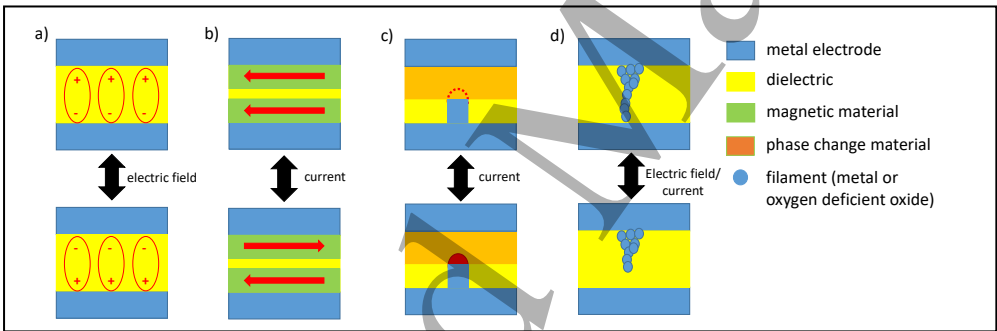 a)
b)
c)
d)
+ + +
- - -
electric field
current
current
Electric field/
current
- - -
+ + +
metal electrode
dielectric
magnetic material
phase change material
filament (metal or
oxygen deficient oxide)